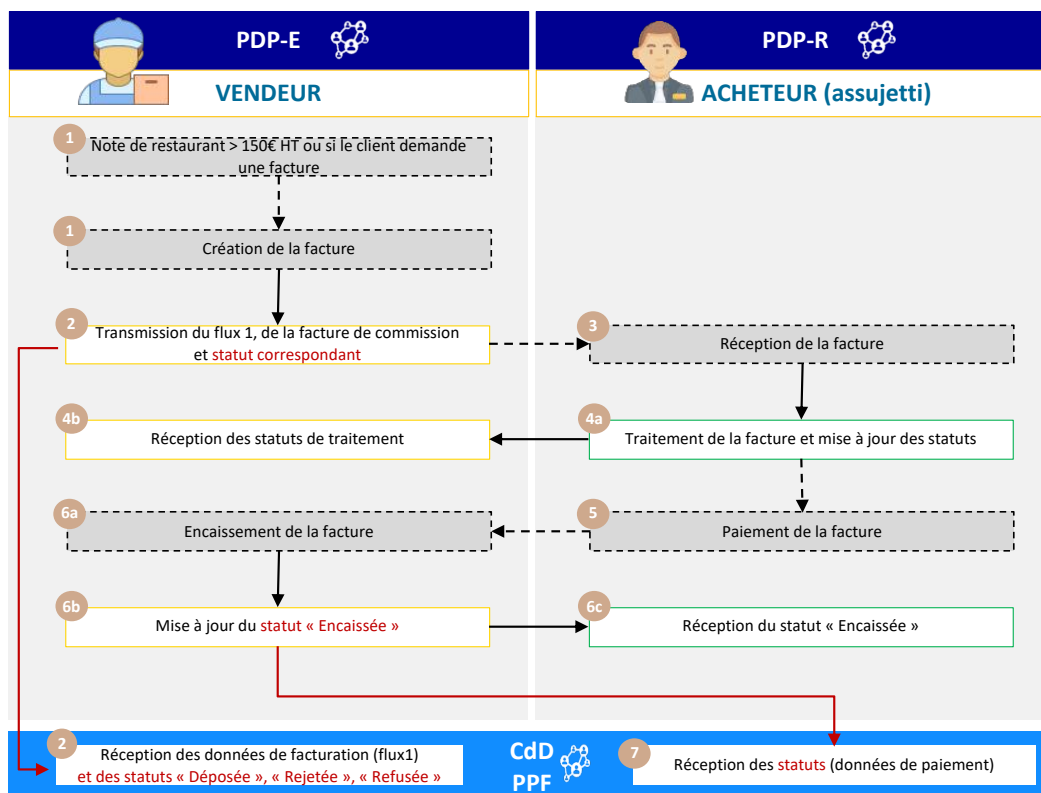 PDP-E
PDP-R
VENDEUR
ACHETEUR (assujetti)
1
Note de restaurant > 150€ HT ou si le client demande
une facture
1
Création de la facture
2
Transmission du flux 1, de la facture de commission
et statut correspondant
3
Réception de la facture
4b
Réception des statuts de traitement
4a
Traitement de la facture et mise à jour des statuts
6a
Encaissement de la facture
5
Paiement de la facture
6b
Mise à jour du statut « Encaissée »
6c
Réception du statut « Encaissée »
2
Réception des données de facturation (flux1)
et des statuts « Déposée », « Rejetée », « Refusée »
CdD
PPF
7
Réception des statuts (données de paiement)